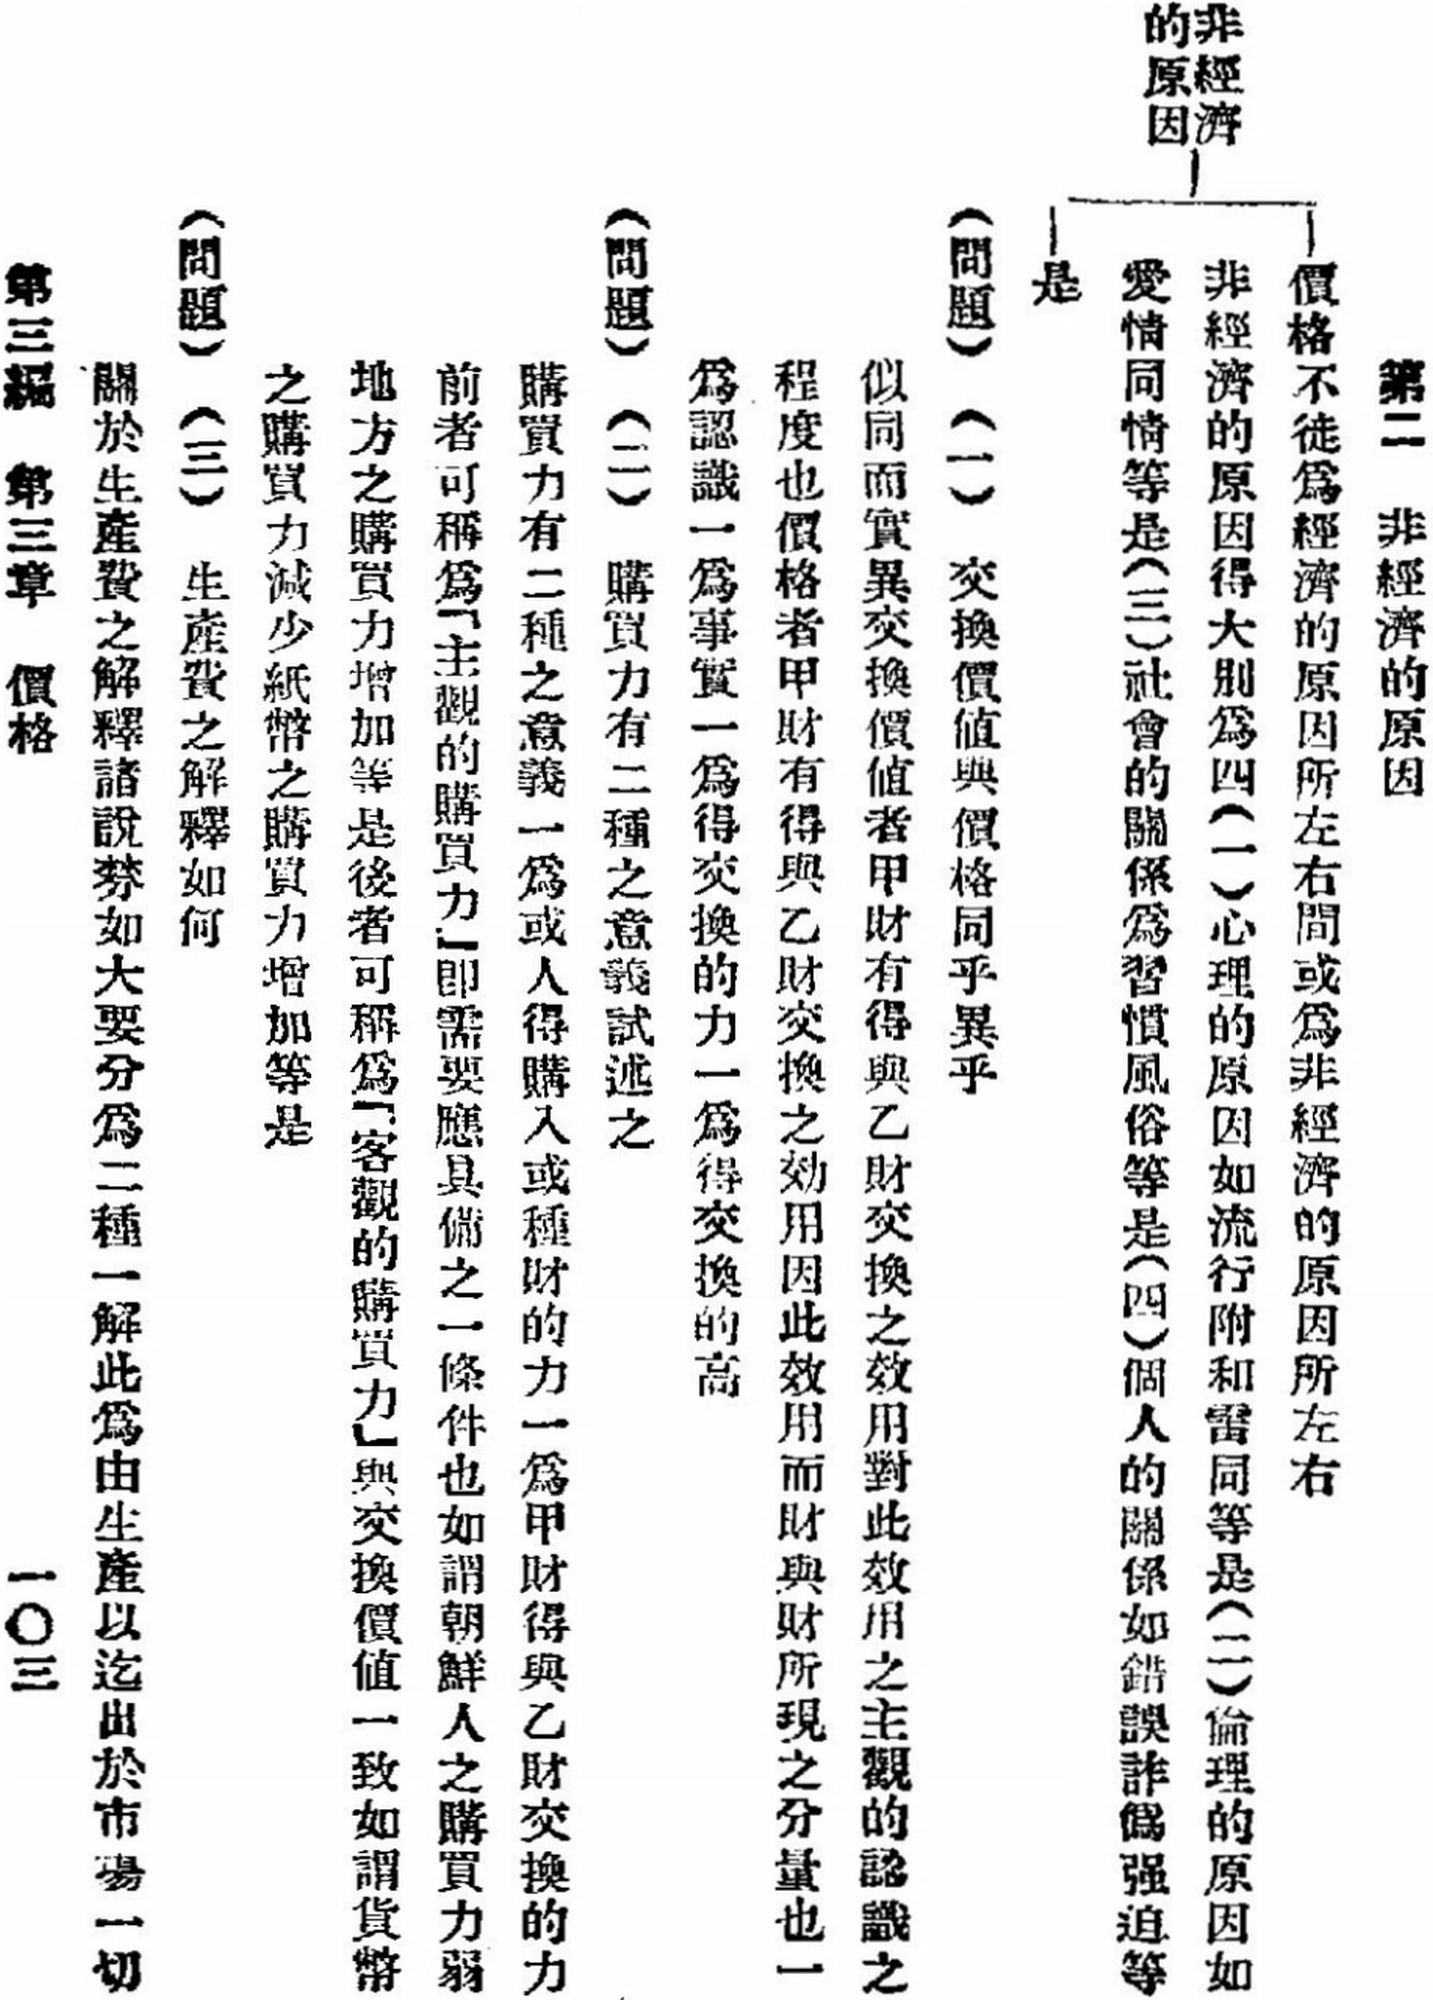 第二　非經濟的原因
非經濟
的原因
價格不徒爲經濟的原因所左右間或爲非經濟的原因所左右
非經濟的原因得大別爲四(一)心理的原因如流行附和雷同等是(二)倫理的原因如
愛情同情等是(三)社會的關係爲習慣風俗等是(四)個人的關係如錯誤詐僞强迫等
是
(問題)　(一)　交換價値與價格同乎異乎
似同而實異交換價値者甲財有得與乙財交換之效用對此效用之主觀的認識之
程度也價格者甲財有得與乙財交換之効用因此效用而財與財所現之分量也一
爲認識一爲事實一爲得交換的力一爲得交換的高
(問題)　(二)　購買力有二種之意義試述之
購買力有二種之意義一爲或人得購入或種財的力一爲甲財得與乙財交換的力
前者可稱爲「主觀的購買力」卽需要應具備之一條件也如謂朝鮮人之購買力弱
地方之購買力增加等是後者可稱爲「客觀的購買力」與交換價値一致如謂貨幣
之購買力減少紙幣之購買力增加等是
(問題)　(三)　生產費之解釋如何
關於生產費之解釋諸說棼如大要分爲二種一解此爲由生產以迄出於市場一切
第三編　第三章　價格　　一〇三